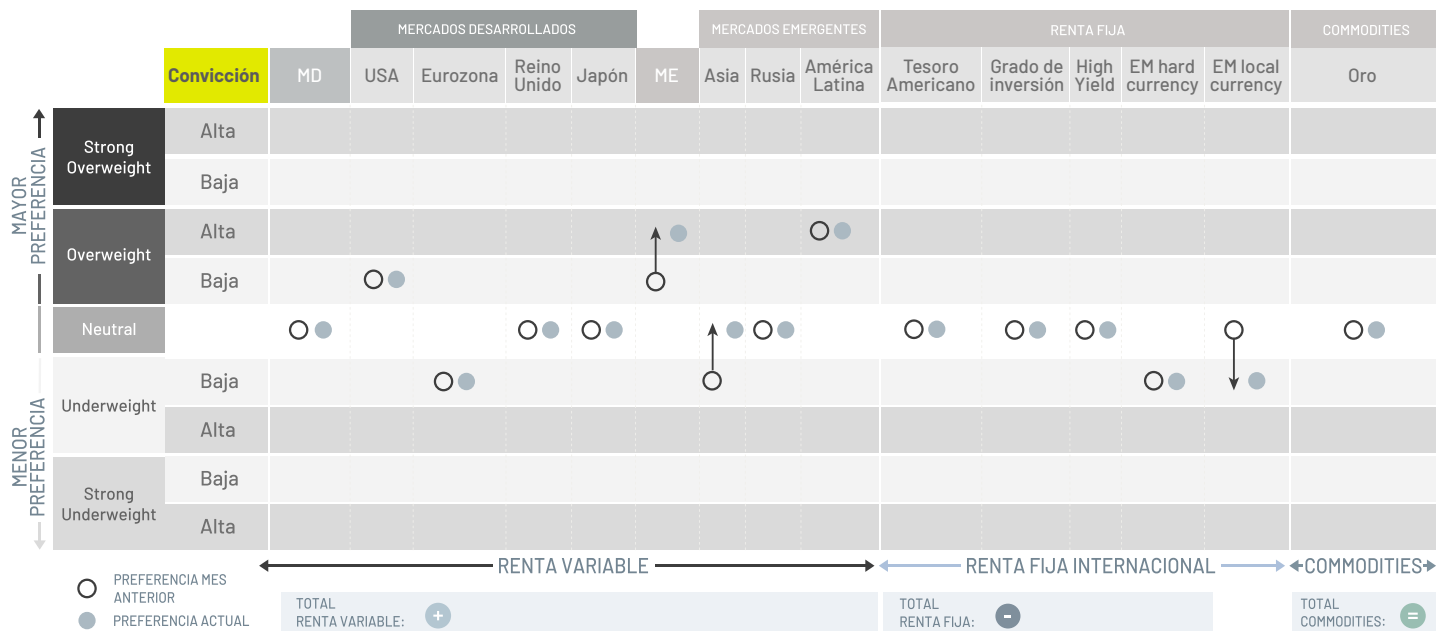 MERCADOS DESARROLLADOS
MERCADOS EMERGENTES
RENTA FIJA
COMMODITIES
Convicción
MD
USA
Eurozona
Reino
Unido
Japón
ME
Asia
Rusia
América
Latina
Tesoro
Americano
Grado de
inversión
High
Yield
EM hard
currency
EM local
currency
Oro
MAYOR
PREFERENCIA
Strong
Overweight
Alta
Baja
Overweight
Alta
Baja
Neutral
MENOR
PREFERENCIA
Underweight
Baja
Alta
Strong
Underweight
Baja
Alta
RENTA VARIABLE
RENTA FIJA INTERNACIONAL
COMMODITIES
PREFERENCIA MES
ANTERIOR
PREFERENCIA ACTUAL
TOTAL
RENTA VARIABLE: +
TOTAL
RENTA FIJA: -
TOTAL
COMMODITIES: =